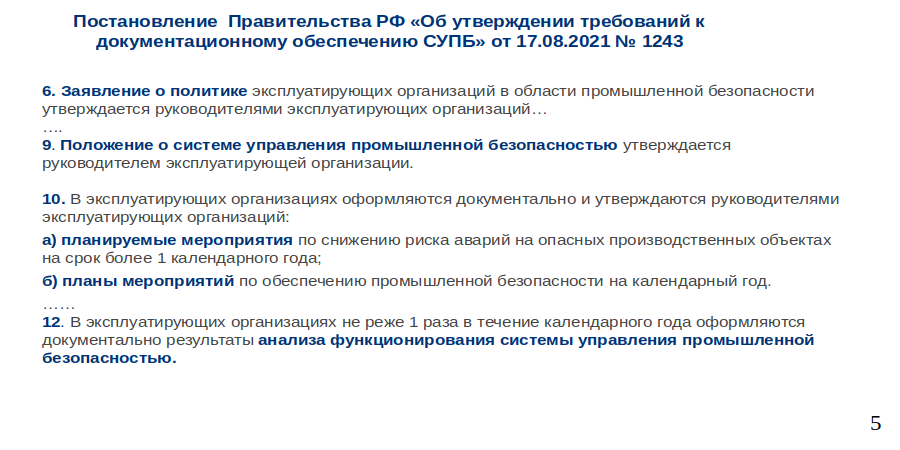 Постановление Правительства РФ «Об утверждении требований к
документационному обеспечению СУПБ» от 17.08.2021 № 1243
6. Заявление о политике эксплуатирующих организаций в области промышленной безопасности
утверждается руководителями эксплуатирующих организаций…
….
9. Положение о системе управления промышленной безопасностью утверждается
руководителем эксплуатирующей организации.
10. В эксплуатирующих организациях оформляются документально и утверждаются руководителями
эксплуатирующих организаций:
а) планируемые мероприятия по снижению риска аварий на опасных производственных объектах
на срок более 1 календарного года;
б) планы мероприятий по обеспечению промышленной безопасности на календарный год.
……
12. В эксплуатирующих организациях не реже 1 раза в течение календарного года оформляются
документально результаты анализа функционирования системы управления промышленной
безопасностью.
5